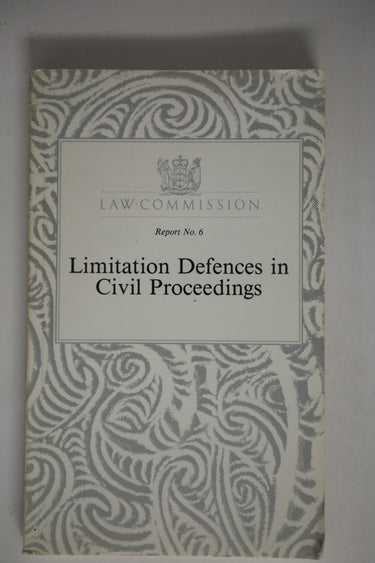 LAW COMMISSION
Report No. 6
Limitation Defences in
Civil Proceedings